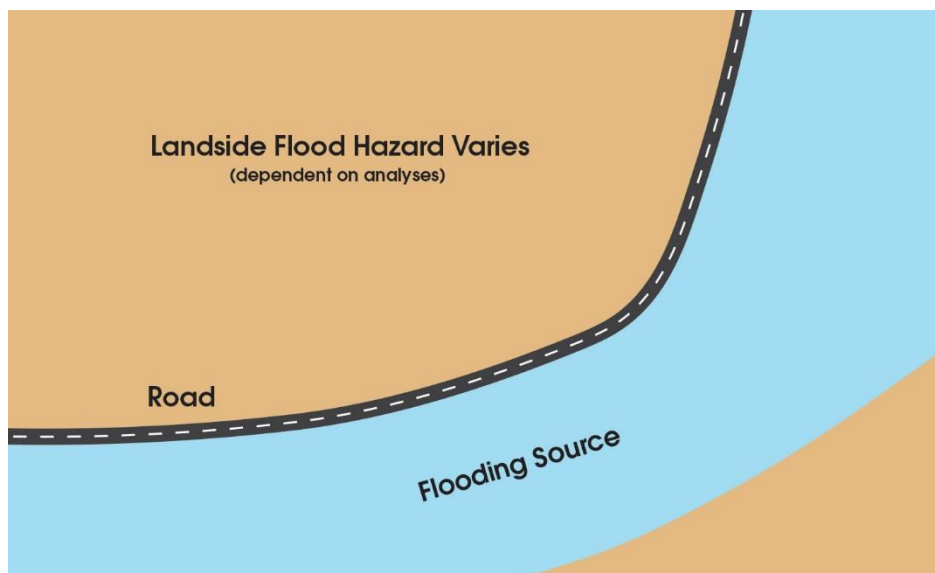 Landside Flood Hazard Varies
(dependent on analyses)
Road
Flooding Source